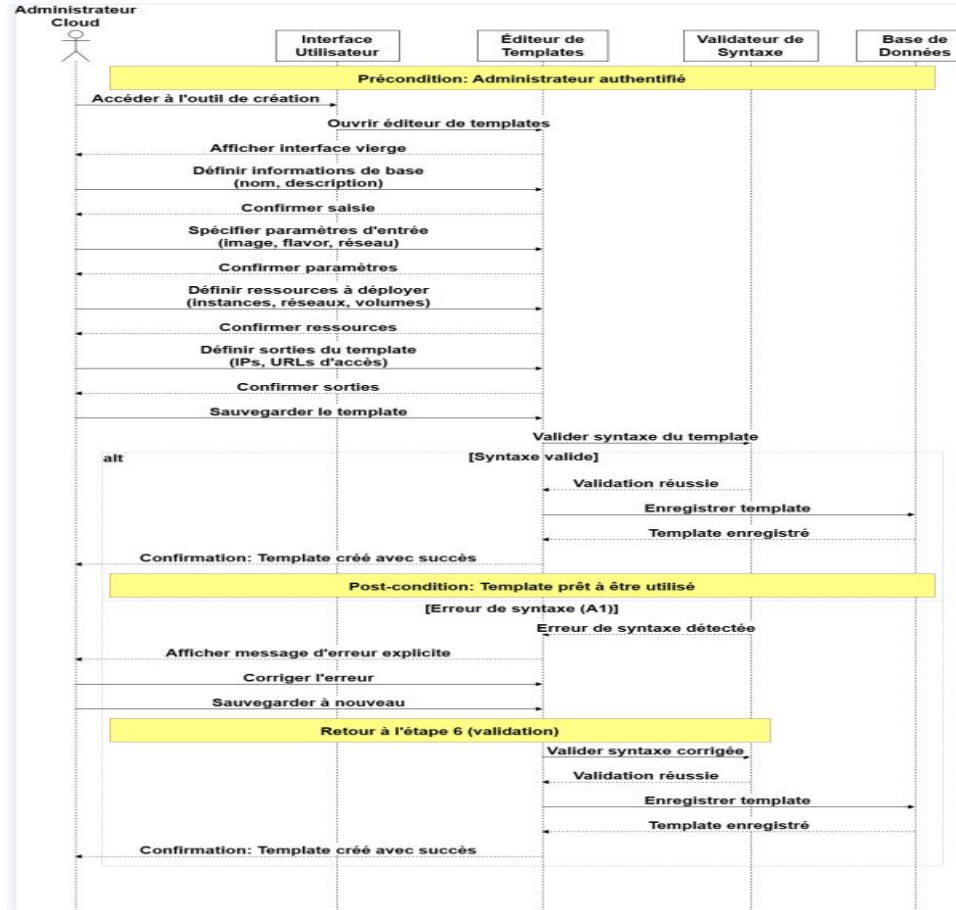 Administrateur
Cloud
Interface
Utilisateur
Éditeur de
Templates
Validateur de
Syntaxe
Base de
Données
Précondition: Administrateur authentifié
Accéder à l'outil de création
Ouvrir éditeur de templates
Afficher interface vierge
Définir informations de base
(nom, description)
Confirmer saisie
Spécifier paramètres d'entrée
(image, flavor, réseau)
Confirmer paramètres
Définir ressources à déployer
(instances, réseaux, volumes)
Confirmer ressources
Définir sorties du template
(IPs, URLs d'accès)
Confirmer sorties
Sauvegarder le template
Valider syntaxe du template
alt
[Syntaxe valide]
Validation réussie
Enregistrer template
Template enregistré
Confirmation: Template créé avec succès
Post-condition: Template prêt à être utilisé
[Erreur de syntaxe (A1)]
Erreur de syntaxe détectée
Afficher message d'erreur explicite
Corriger l'erreur
Sauvegarder à nouveau
Retour à l'étape 6 (validation)
Valider syntaxe corrigée
Validation réussie
Enregistrer template
Template enregistré
Confirmation: Template créé avec succès